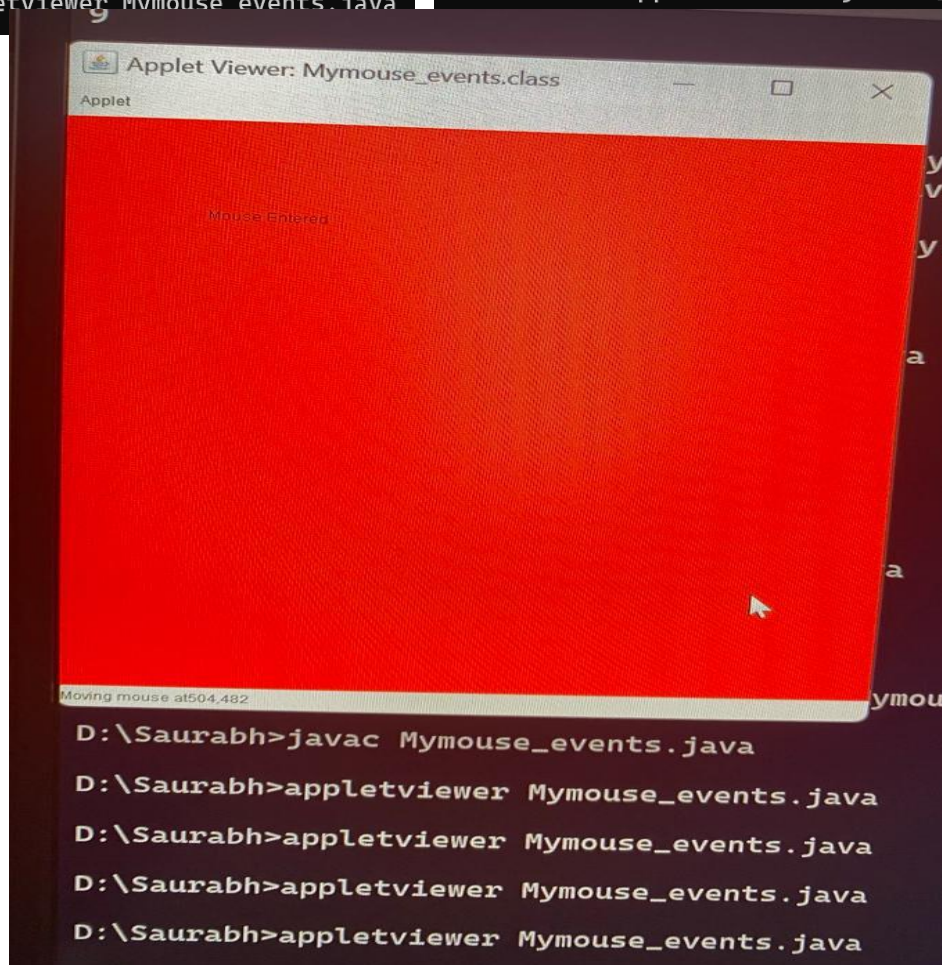 etviewer Mymouse_events.java
g
Applet Viewer: Mymouse_events.class
Applet
y
v
y
Mouse Entered
a
a
Moving mouse at504,482
ymou
D:\Saurabh>javac Mymouse_events.java
D:\Saurabh>appletviewer Mymouse_events.java
D:\Saurabh>appletviewer Mymouse_events.java
D:\Saurabh>appletviewer Mymouse_events.java
D:\Saurabh>appletviewer Mymouse_events.java